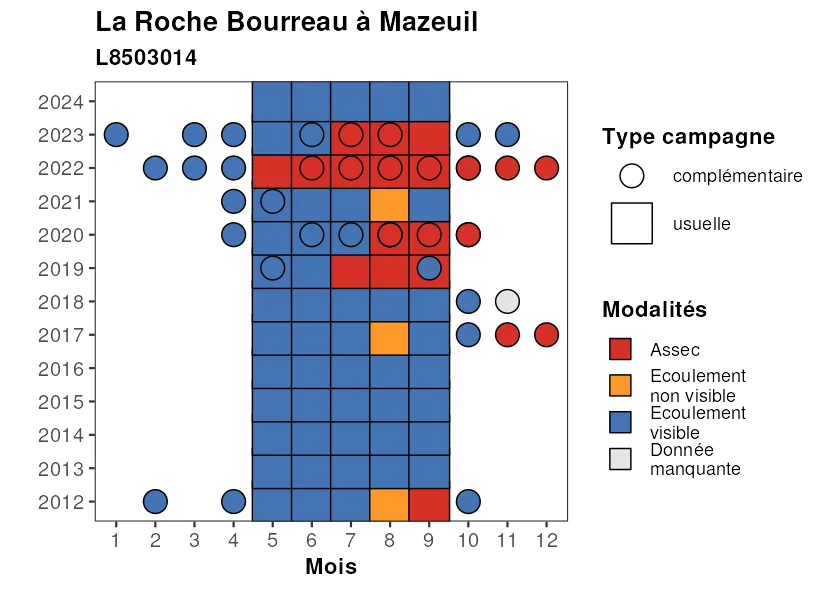 La Roche Bourreau à Mazeuil
L8503014
2024
2023
2022
2021
2020
2019
2018
2017
2016
2015
2014
2013
2012
1 2 3 4 5 6 7 8 9 10 11 12
Mois
Type campagne
complémentaire
usuelle
Modalités
Assec
Ecoulement
non visible
Ecoulement
visible
Donnée
manquante